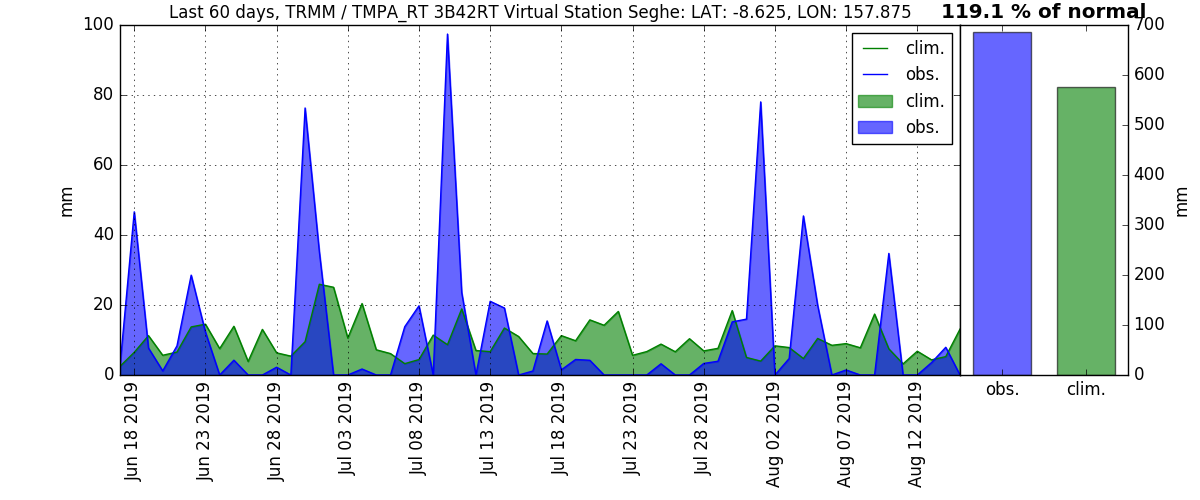 Last 60 days, TRMM / TMPA_RT 3B42RT Virtual Station Seghe: LAT: -8.625, LON: 157.875
119.1 % of normal
100
80
60
40
20
0
mm
clim.
obs.
clim.
obs.
Jun 18 2019
Jun 23 2019
Jun 28 2019
Jul 03 2019
Jul 08 2019
Jul 13 2019
Jul 18 2019
Jul 23 2019
Jul 28 2019
Aug 02 2019
Aug 07 2019
Aug 12 2019
700
600
500
400
300
200
100
0
mm
obs.
clim.